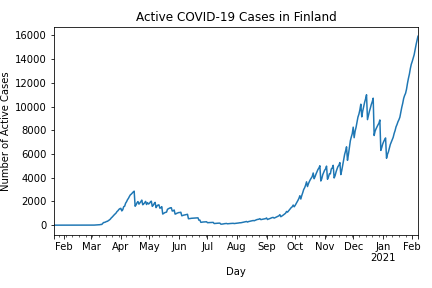 Active COVID-19 Cases in Finland
Number of Active Cases
16000
14000
12000
10000
8000
6000
4000
2000
0
Feb Mar Apr May Jun Jul Aug Sep Oct Nov Dec Jan Feb
2021
Day